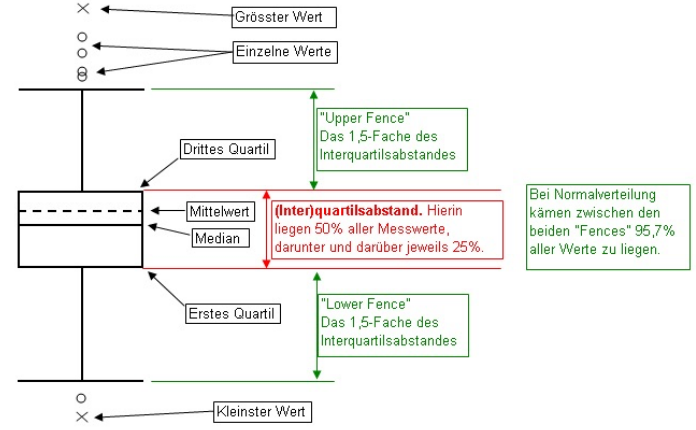 Grösster Wert
Einzelne Werte
"Upper Fence"
Das 1,5-Fache des
Interquartilsabstandes
Drittes Quartil
Mittelwert
Median
(Inter)quartilsabstand. Hierin
liegen 50% aller Messwerte,
darunter und darüber jeweils 25%.
Bei Normalverteilung
kämen zwischen den
beiden "Fences" 95,7%
aller Werte zu liegen.
Erstes Quartil
"Lower Fence"
Das 1,5-Fache des
Interquartilsabstandes
Kleinster Wert